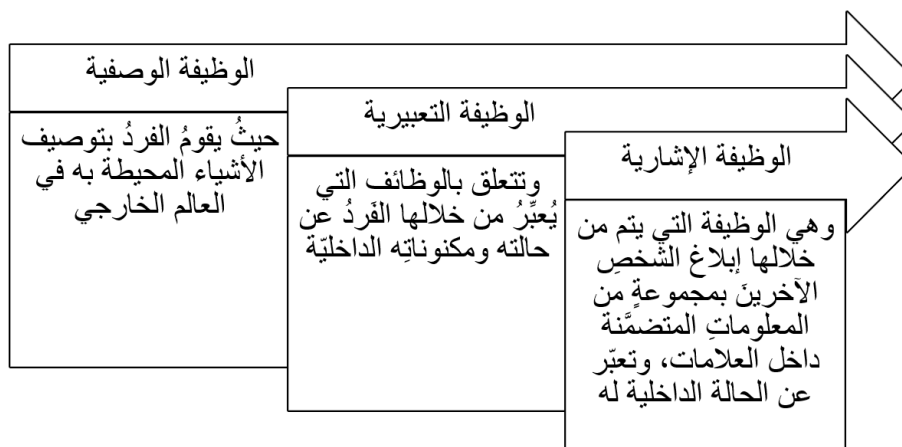 الوظيفة الوصفية
حيثُ يقومُ الفردُ بتوصيف
الأشياء المحيطة به في
العالم الخارجي
الوظيفة التعبيرية
وتتعلق بالوظائف التي
يُعبِّرُ من خلالها الفَردُ عن
حالته ومكنوناتِه الداخليّة
الوظيفة الإشارية
وهي الوظيفة التي يتم من
خلالها إبلاغ الشخصِ
الآخرينَ بمجموعةٍ من
المعلوماتِ المتضمَّنة
داخل العلامات، وتعبّر
عن الحالة الداخلية له